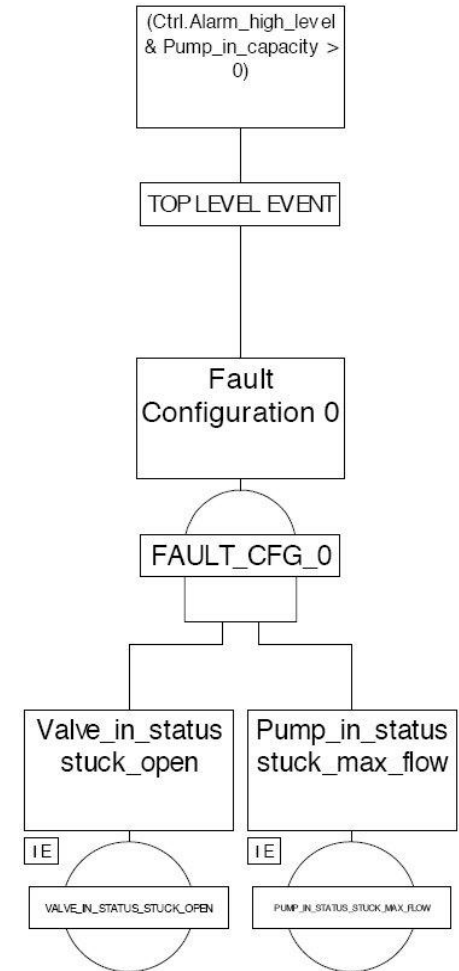 (Ctrl.Alarm_high_level
& Pump_in_capacity >
0)
TOP LEVEL EVENT
Fault
Configuration 0
FAULT_CFG_0
Valve_in_status
stuck_open
Pump_in_status
stuck_max_flow
IE
IE
VALVE_IN_STATUS_STUCK_OPEN
PUMP_IN_STATUS_STUCK_MAX_FLOW